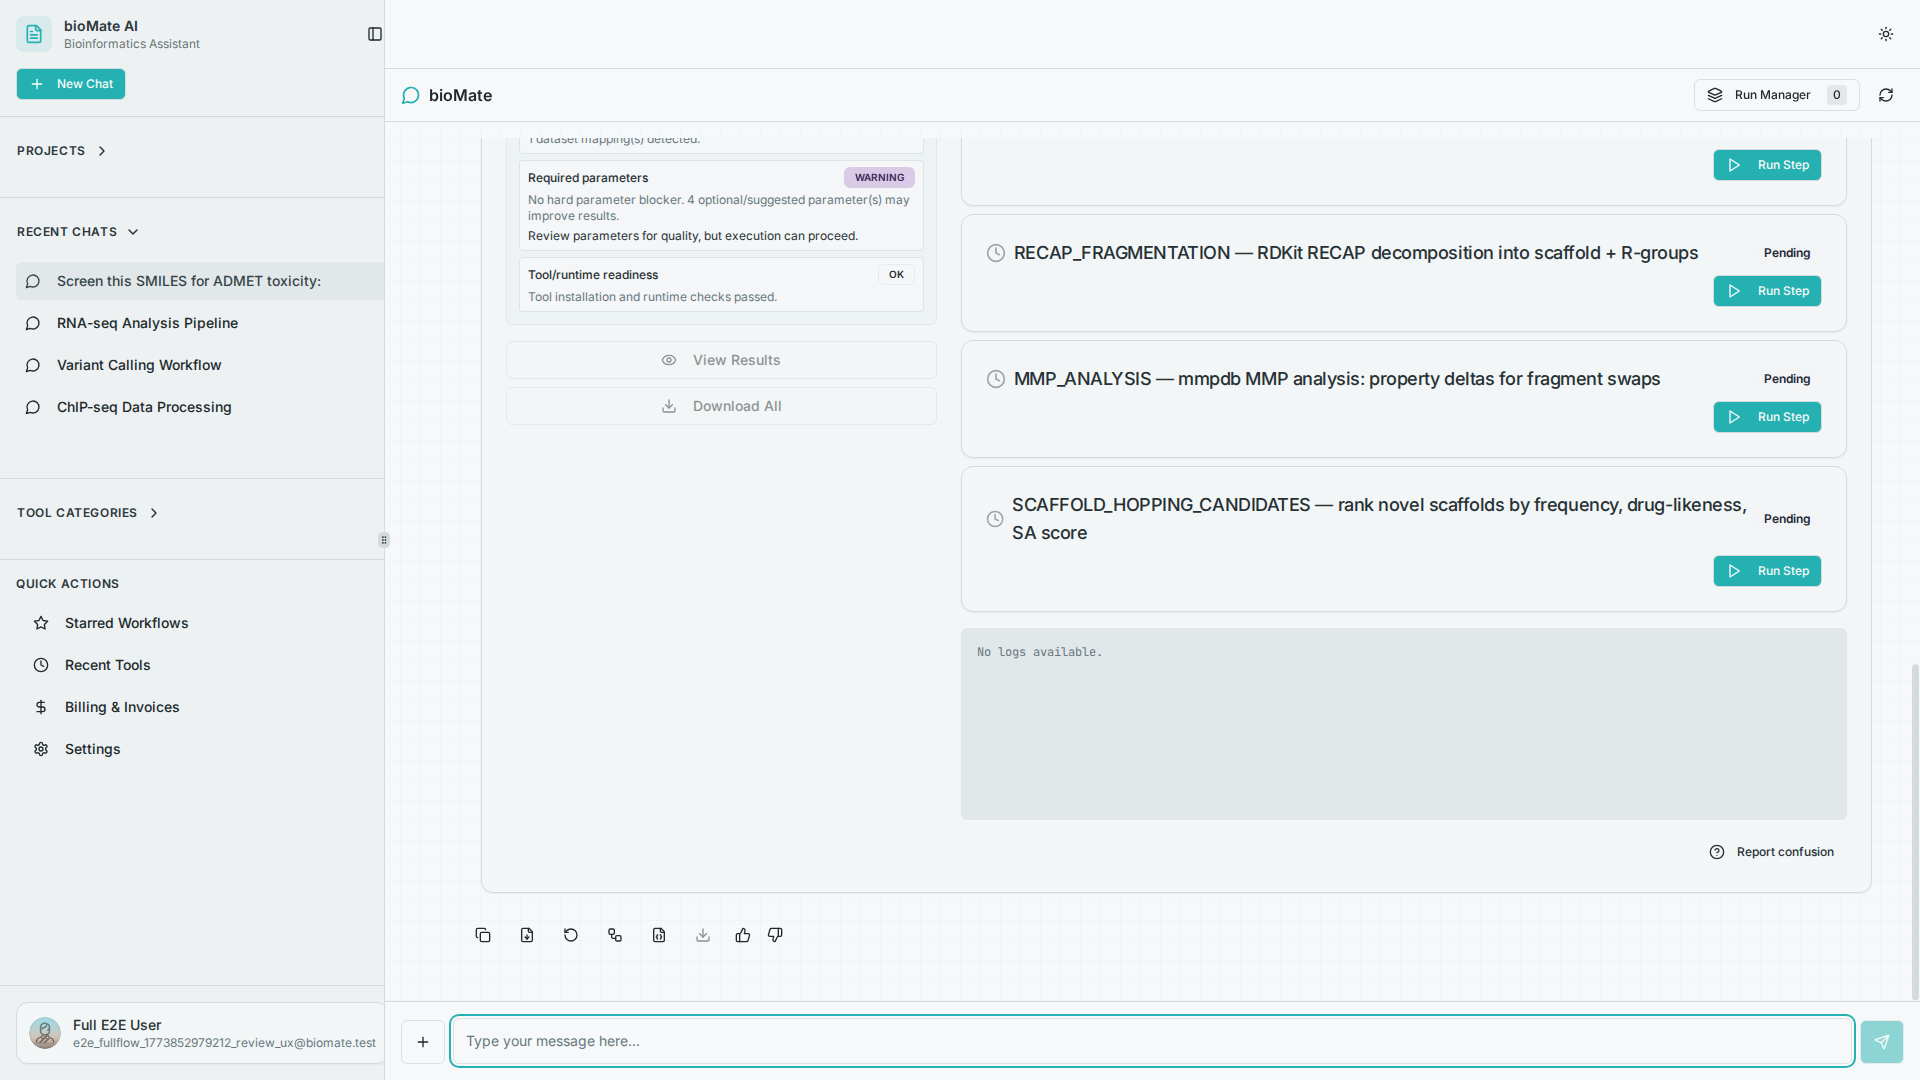 bioMate AI
Bioinformatics Assistant
New Chat
PROJECTS
RECENT CHATS
Screen this SMILES for ADMET toxicity:
RNA-seq Analysis Pipeline
Variant Calling Workflow
ChIP-seq Data Processing
TOOL CATEGORIES
QUICK ACTIONS
Starred Workflows
Recent Tools
Billing & Invoices
Settings
Full E2E User
e2e_fullflow_1773852979212_review_ux@biomate.test
bioMate
Run Manager 0
1 dataset mapping(s) detected.
Required parameters
WARNING
No hard parameter blocker. 4 optional/suggested parameter(s) may
improve results.
Review parameters for quality, but execution can proceed.
Tool/runtime readiness
OK
Tool installation and runtime checks passed.
View Results
Download All
Run Step
RECAP_FRAGMENTATION — RDKit RECAP decomposition into scaffold + R-groups
Pending
Run Step
MMP_ANALYSIS — mmpdb MMP analysis: property deltas for fragment swaps
Pending
Run Step
SCAFFOLD_HOPPING_CANDIDATES — rank novel scaffolds by frequency, drug-likeness,
SA score
Pending
Run Step
No logs available.
Report confusion
Type your message here...